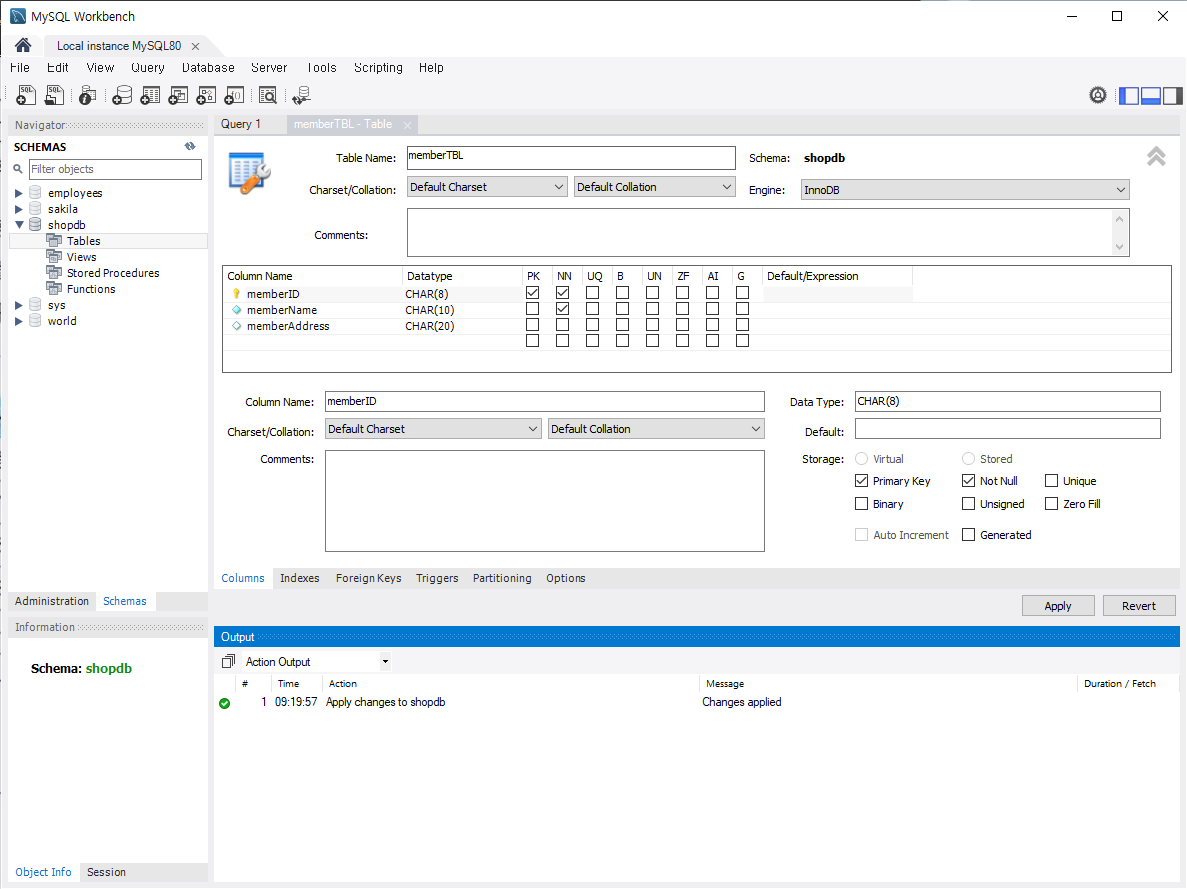 MySQL Workbench
Local instance MySQL80
File Edit View Query Database Server Tools Scripting Help
Navigator
SCHEMAS
Filter objects
employees
sakila
shopdb
Tables
Views
Stored Procedures
Functions
sys
world
Administration Schemas
Information
Schema: shopdb
Object Info Session
Query 1 memberTBL - Table
Table Name: memberTBL Schema: shopdb
Charset/Collation: Default Charset Default Collation Engine: InnoDB
Comments:
Column Name Datatype PK NN UQ B UN ZF AI G Default/Expression
memberID CHAR(8)
memberName CHAR(10)
memberAddress CHAR(20)
Column Name: memberID Data Type: CHAR(8)
Charset/Collation: Default Charset Default Collation Default:
Comments: Storage: Virtual Stored
Primary Key Not Null Unique
Binary Unsigned Zero Fill
Auto Increment Generated
Columns Indexes Foreign Keys Triggers Partitioning Options
Apply Revert
Output
Action Output
# Time Action Message Duration / Fetch
1 09:19:57 Apply changes to shopdb Changes applied